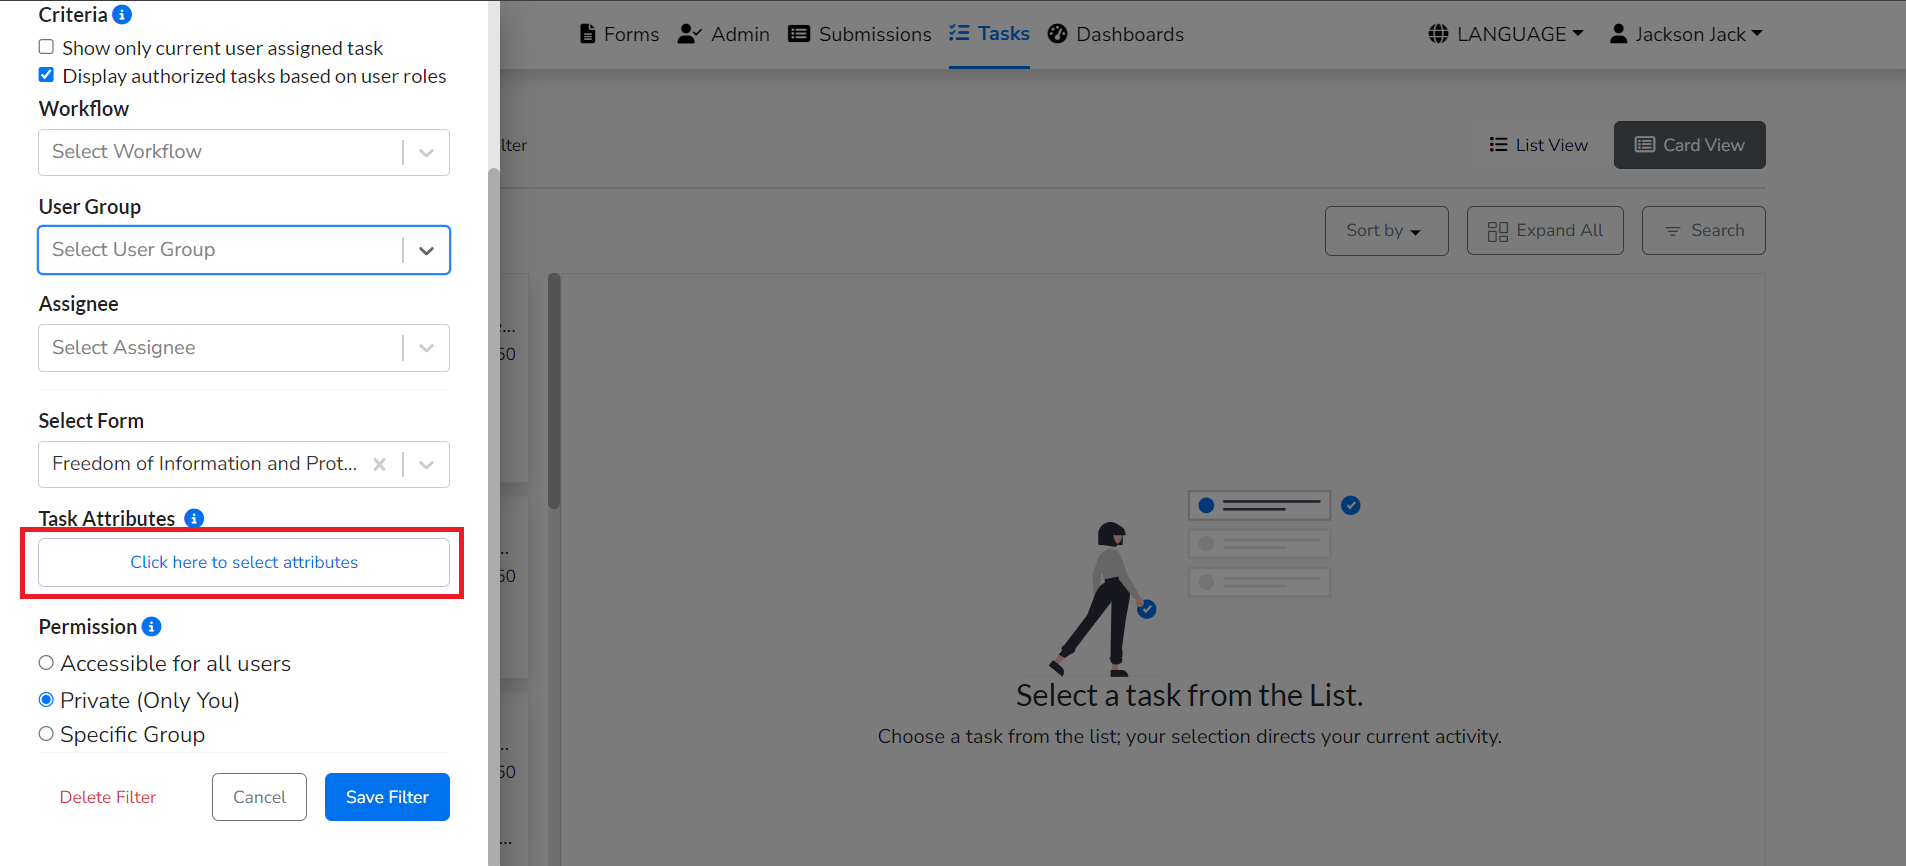 Criteria
Show only current user assigned task
Display authorized tasks based on user roles
Workflow
Select Workflow
User Group
Select User Group
Assignee
Select Assignee
Select Form
Freedom of Information and Prot...
Task Attributes
Click here to select attributes
Permission
Accessible for all users
Private (Only You)
Specific Group
Delete Filter Cancel Save Filter
Forms Admin Submissions Tasks Dashboards LANGUAGE Jackson Jack
lter List View Card View
Sort by Expand All Search
...
50
..
50
..
50
...
Select a task from the List.
Choose a task from the list; your selection directs your current activity.